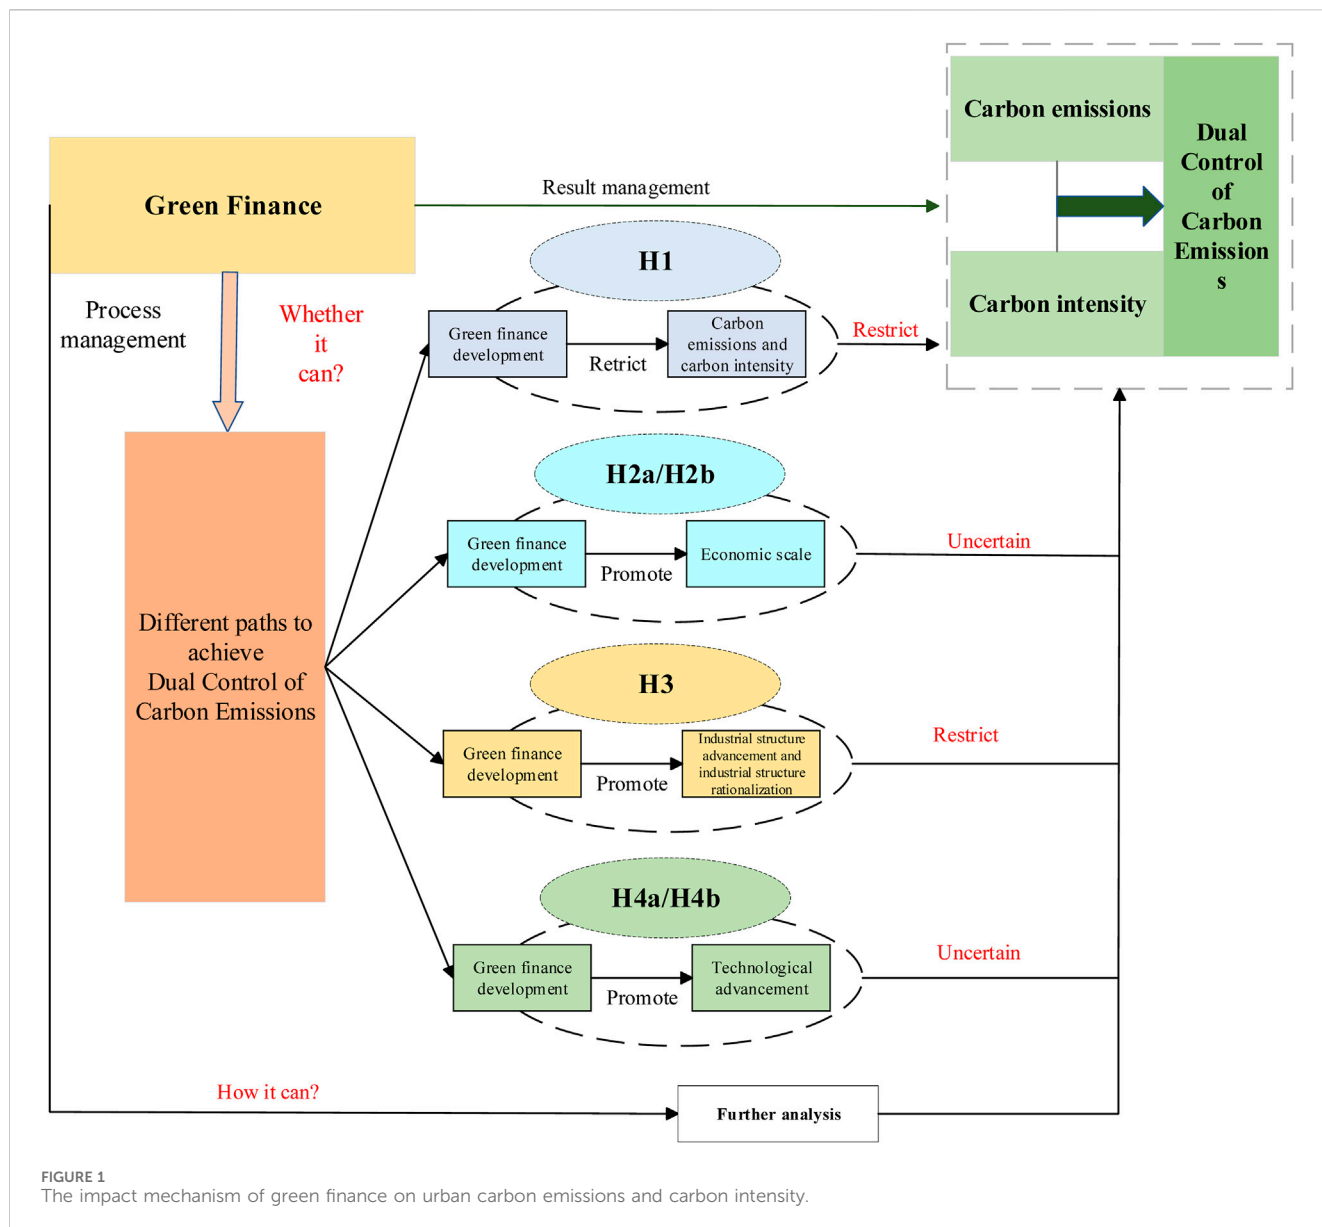 Green Finance
Result management
Carbon emissions
Carbon intensity
Dual
Control
of
Carbon
Emission
s
Process
management
Whether
it
can?
H1
Green finance
development
Retrict
Carbon
emissions and
carbon intensity
Restrict
H2a/H2b
Green finance
development
Promote
Economic scale
Uncertain
Different paths to
achieve
Dual Control of
Carbon Emissions
H3
Green finance
development
Promote
Industrial structure
advancement and
industrial structure
rationalization
Restrict
H4a/H4b
Green finance
development
Promote
Technological
advancement
Uncertain
How it can?
Further analysis
FIGURE 1
The impact mechanism of green finance on urban carbon emissions and carbon intensity.